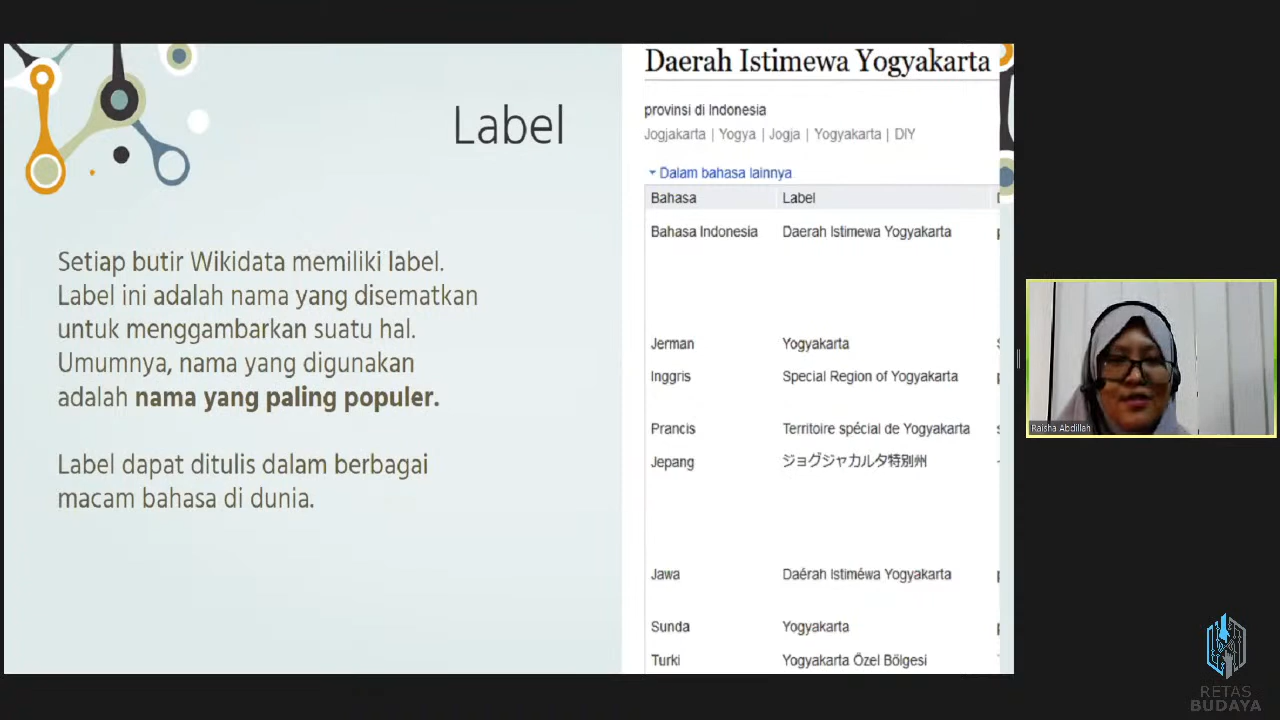 Label
Setiap butir Wikidata memiliki label.
Label ini adalah nama yang disematkan
untuk menggambarkan suatu hal.
Umumnya, nama yang digunakan
adalah nama yang paling populer.
Label dapat ditulis dalam berbagai
macam bahasa di dunia.
Daerah Istimewa Yogyakarta
provinsi di Indonesia
Jogjakarta | Yogya | Jogja | Yogyakarta | DIY
Dalam bahasa lainnya
Bahasa Label
Bahasa Indonesia Daerah Istimewa Yogyakarta
Jerman Yogyakarta
Inggris Special Region of Yogyakarta
Prancis Territoire spécial de Yogyakarta
Jepang ジョグジャカルタ特別州
Jawa Daérah Istiméwa Yogyakarta
Sunda Yogyakarta
Turki Yogyakarta Özel Bölgesi
Raisha Abdillah
RETAS
BUDAYA